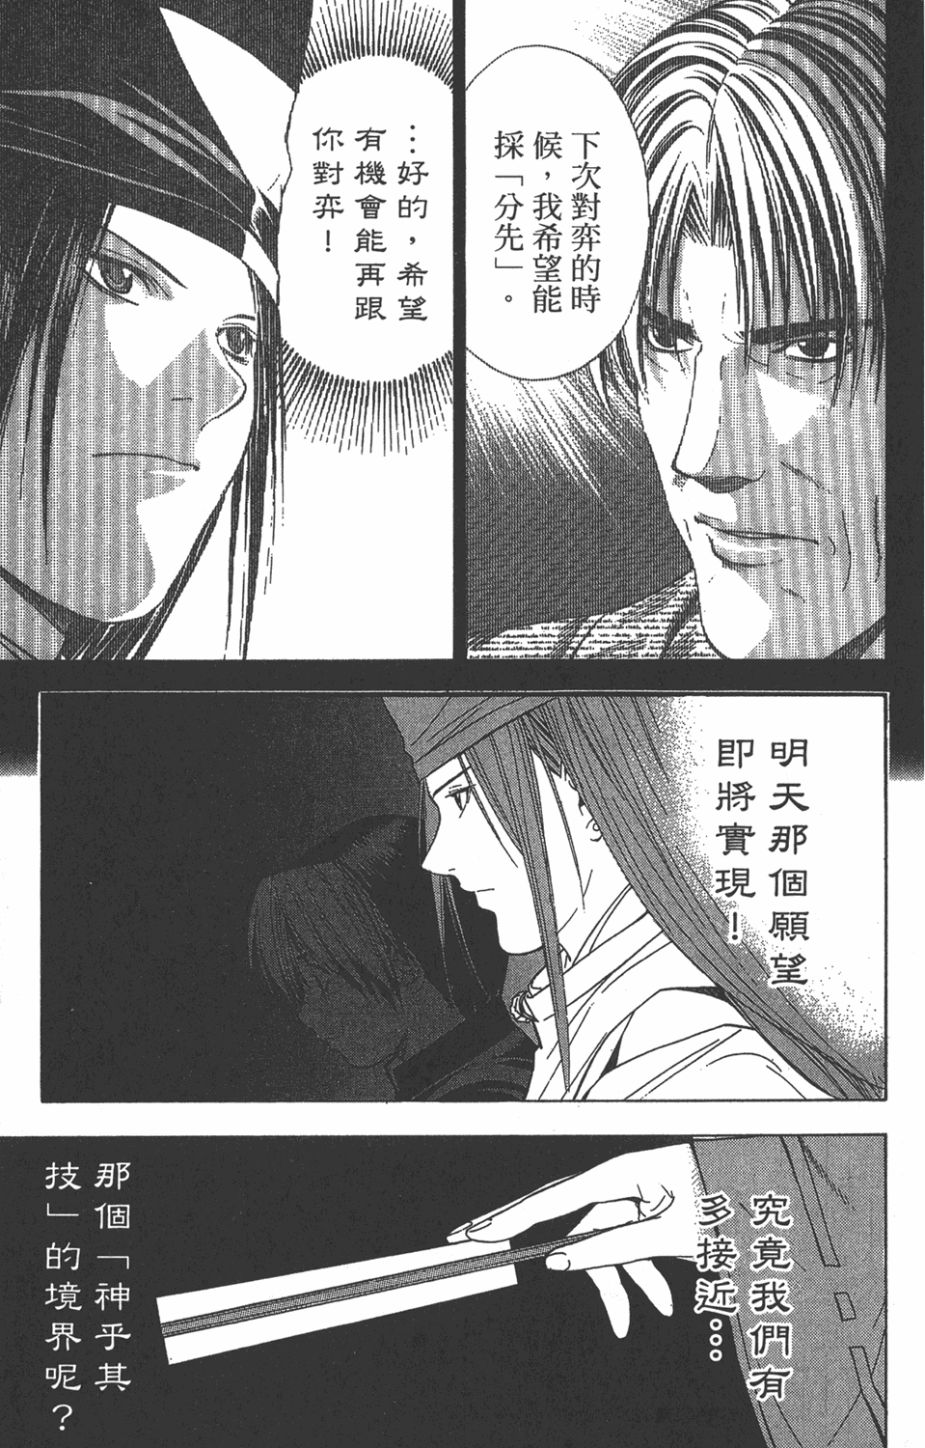 下次對弈的時
候，我希望能
採「分先」。
…好的，希望
有機會能再跟
你對弈！
明天那個願望
即將實現！
究竟我們有
多接近…
那個「神乎其
技」的境界呢？